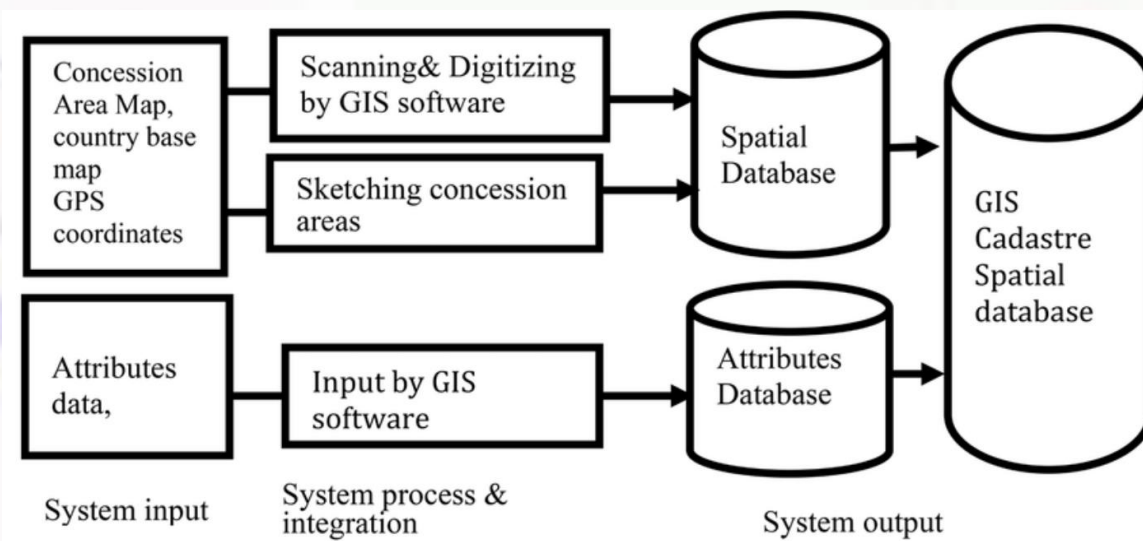 Concession
Area Map,
country base
map
GPS
coordinates
Scanning& Digitizing
by GIS software
Sketching concession
areas
Spatial
Database
GIS
Cadastre
Spatial
database
Attributes
data,
Input by GIS
software
Attributes
Database
System input
System process &
integration
System output